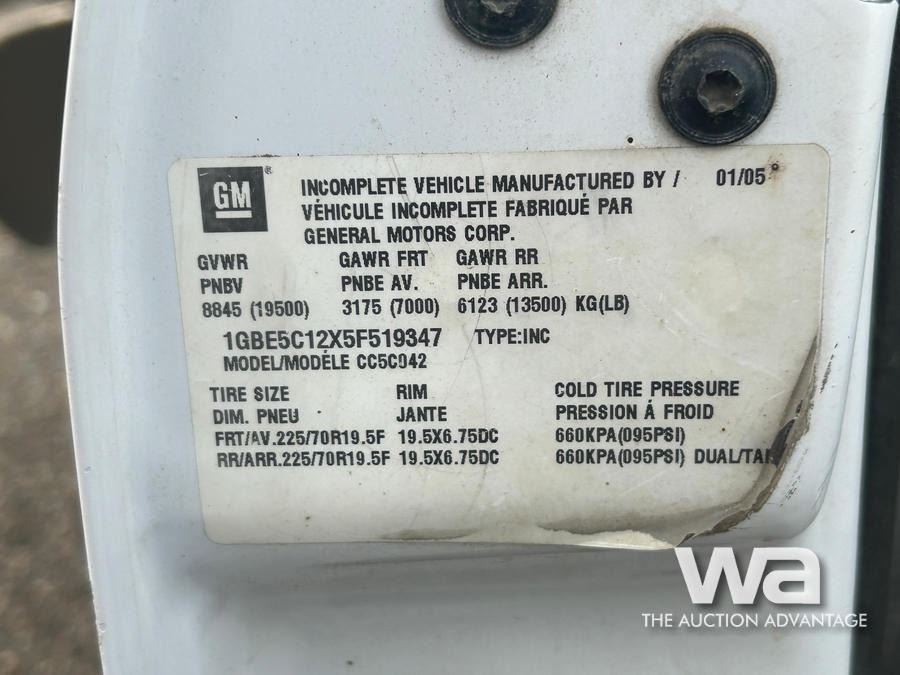 GM ® INCOMPLETE VEHICLE MANUFACTURED BY / 01/05
VÉHICULE INCOMPLETE FABRIQUÉ PAR
GENERAL MOTORS CORP.
GVWR GAWR FRT GAWR RR
PNBV PNBE AV. PNBE ARR.
8845 (19500) 3175 (7000) 6123 (13500) KG(LB)
1GBE5C12X5F519347 TYPE:INC
MODEL/MODÉLE CC5C042
TIRE SIZE RIM COLD TIRE PRESSURE
DIM. PNEU JANTE PRESSION Á FROID
FRT/AV.225/70R19.5F 19.5X6.75DC 660KPA(095PSI)
RR/ARR.225/70R19.5F 19.5X6.75DC 660KPA(095PSI) DUAL/
wa
THE AUCTION ADVANTAGE